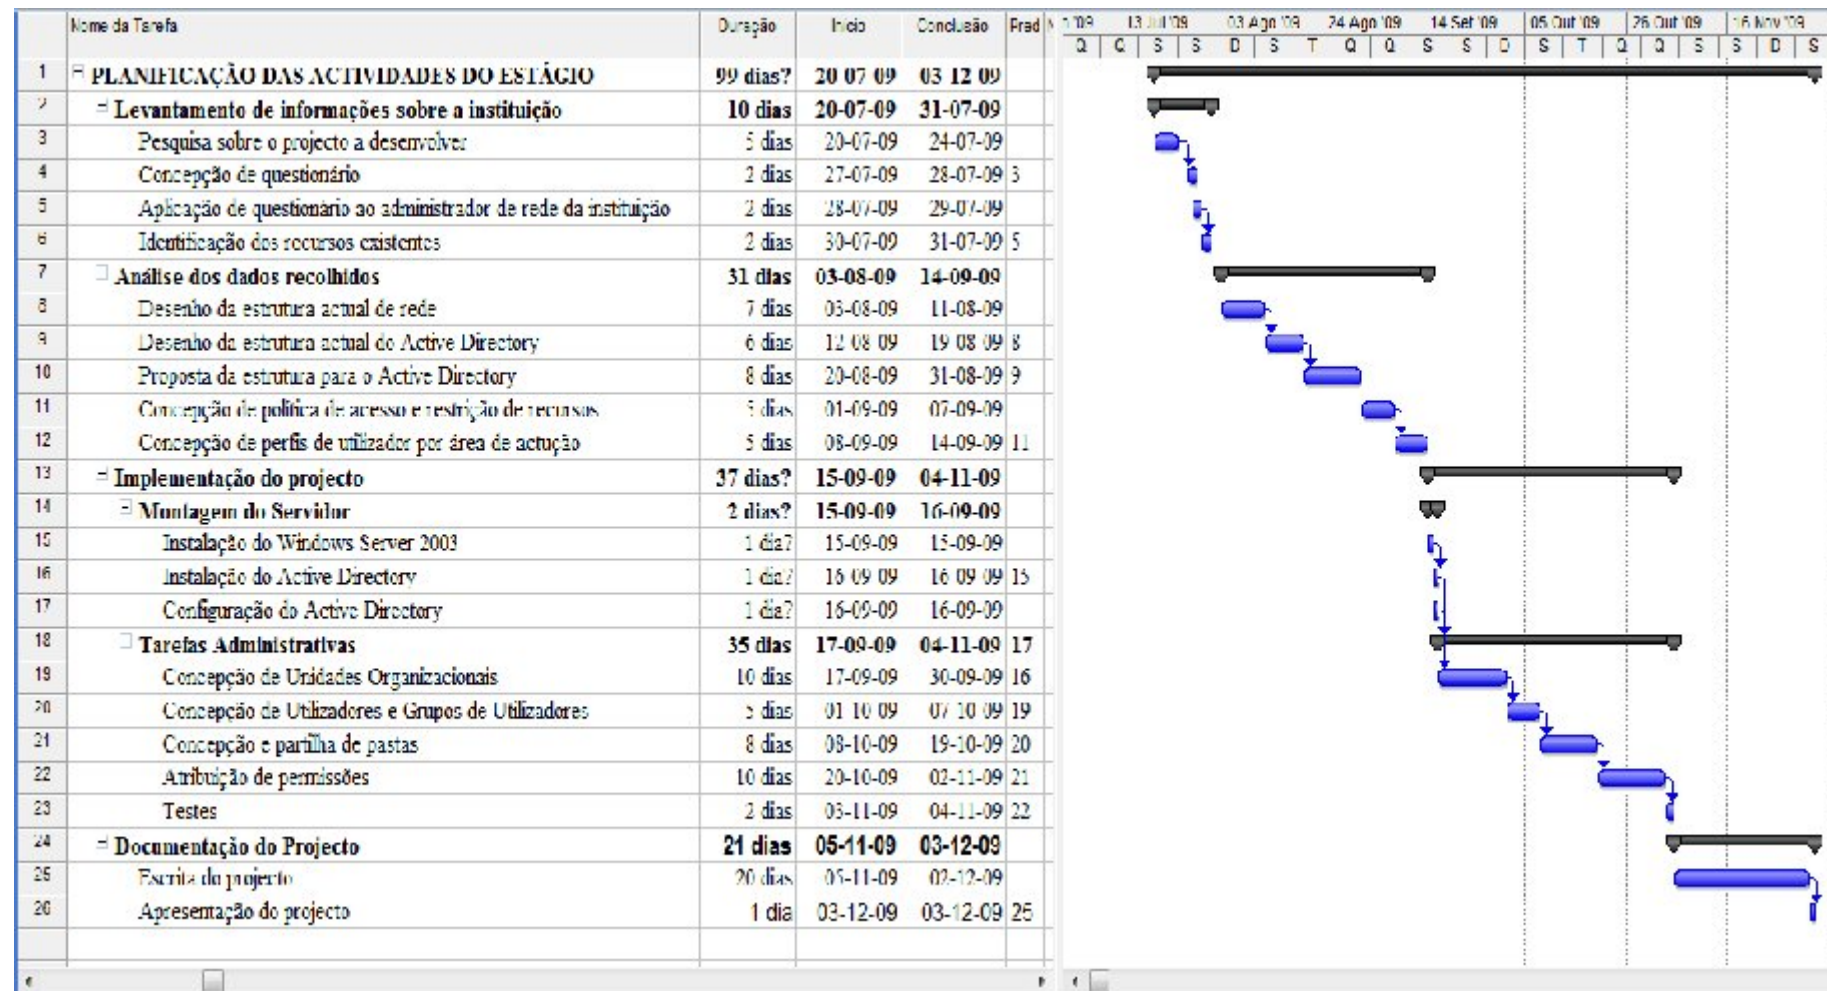 Nome da Tarefa Duração Início Conclusão Pred
13 Jul '09 03 Ago '09 24 Ago '09 14 Set '09 05 Out '09 26 Out '09 16 Nov '09
Q Q S S D S T Q Q S S D S T Q Q S S D S
1 PLANIFICAÇÃO DAS ACTIVIDADES DO ESTÁGIO 99 dias? 20-07-09 03-12-09
2 Levantamento de informações sobre a instituição 10 dias 20-07-09 31-07-09
3 Pesquisa sobre o projecto a desenvolver 5 dias 20-07-09 24-07-09
4 Concepção de questionário 2 dias 27-07-09 28-07-09 3
5 Aplicação de questionário ao administrador de rede da instituição 2 dias 28-07-09 29-07-09
6 Identificação dos recursos existentes 2 dias 30-07-09 31-07-09 5
7 Análise dos dados recolhidos 31 dias 03-08-09 14-09-09
8 Desenho da estrutura actual de rede 7 dias 03-08-09 11-08-09
9 Desenho da estrutura actual do Active Directory 6 dias 12-08-09 19-08-09 8
10 Proposta da estrutura para o Active Directory 8 dias 20-08-09 31-08-09 9
11 Concepção de política de acesso e restrição de recursos 5 dias 01-09-09 07-09-09
12 Concepção de perfis de utilizador por área de actução 5 dias 08-09-09 14-09-09 11
13 Implementação do projecto 37 dias? 15-09-09 04-11-09
14 Montagem do Servidor 2 dias? 15-09-09 16-09-09
15 Instalação do Windows Server 2003 1 dia? 15-09-09 15-09-09
16 Instalação do Active Directory 1 dia? 16-09-09 16-09-09 15
17 Configuração do Active Directory 1 dia? 16-09-09 16-09-09
18 Tarefas Administrativas 35 dias 17-09-09 04-11-09 17
19 Concepção de Unidades Organizacionais 10 dias 17-09-09 30-09-09 16
20 Concepção de Utilizadores e Grupos de Utilizadores 5 dias 01-10-09 07-10-09 19
21 Concepção e partilha de pastas 8 dias 08-10-09 19-10-09 20
22 Atribuição de permissões 10 dias 20-10-09 02-11-09 21
23 Testes 2 dias 03-11-09 04-11-09 22
24 Documentação do Projecto 21 dias 05-11-09 03-12-09
25 Escrita do projecto 20 dias 05-11-09 02-12-09
26 Apresentação do projecto 1 dia 03-12-09 03-12-09 25